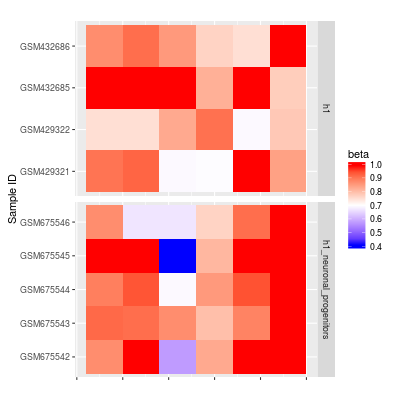 GSM432686
GSM432685
GSM429322
GSM429321
h1
GSM675546
GSM675545
GSM675544
GSM675543
GSM675542
h1_neuronal_progenitors
Sample ID
beta
1.0
0.9
0.8
0.7
0.6
0.5
0.4